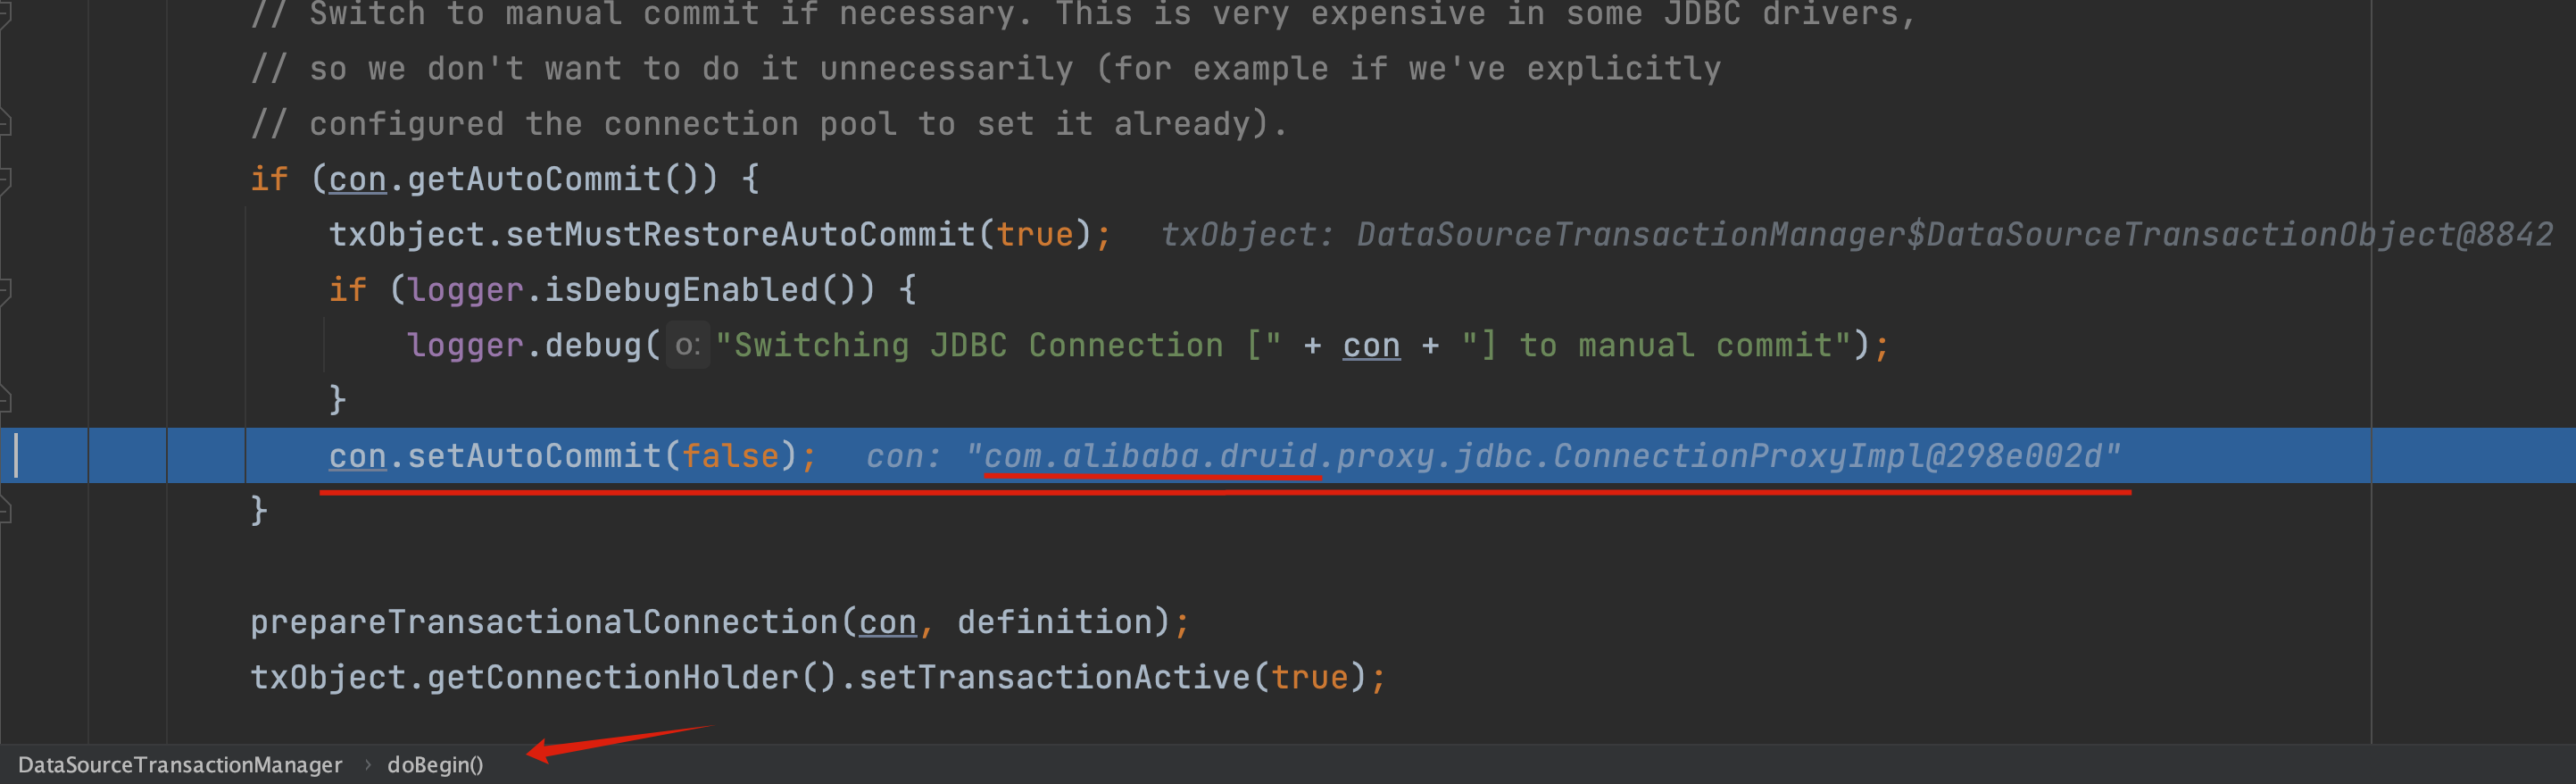 // Switch to manual commit if necessary. This is very expensive in some JDBC drivers,
// so we don't want to do it unnecessarily (for example if we've explicitly
// configured the connection pool to set it already).
if (con.getAutoCommit()) {
txObject.setMustRestoreAutoCommit(true); txObject: DataSourceTransactionManager$DataSourceTransactionObject@8842
if (logger.isDebugEnabled()) {
logger.debug( o: "Switching JDBC Connection [" + con + "] to manual commit");
}
con.setAutoCommit(false); con: "com.alibaba.druid.proxy.jdbc.ConnectionProxyImpl@298e002d"
}
prepareTransactionalConnection(con, definition);
txObject.getConnectionHolder().setTransactionActive(true);
DataSourceTransactionManager › doBegin()